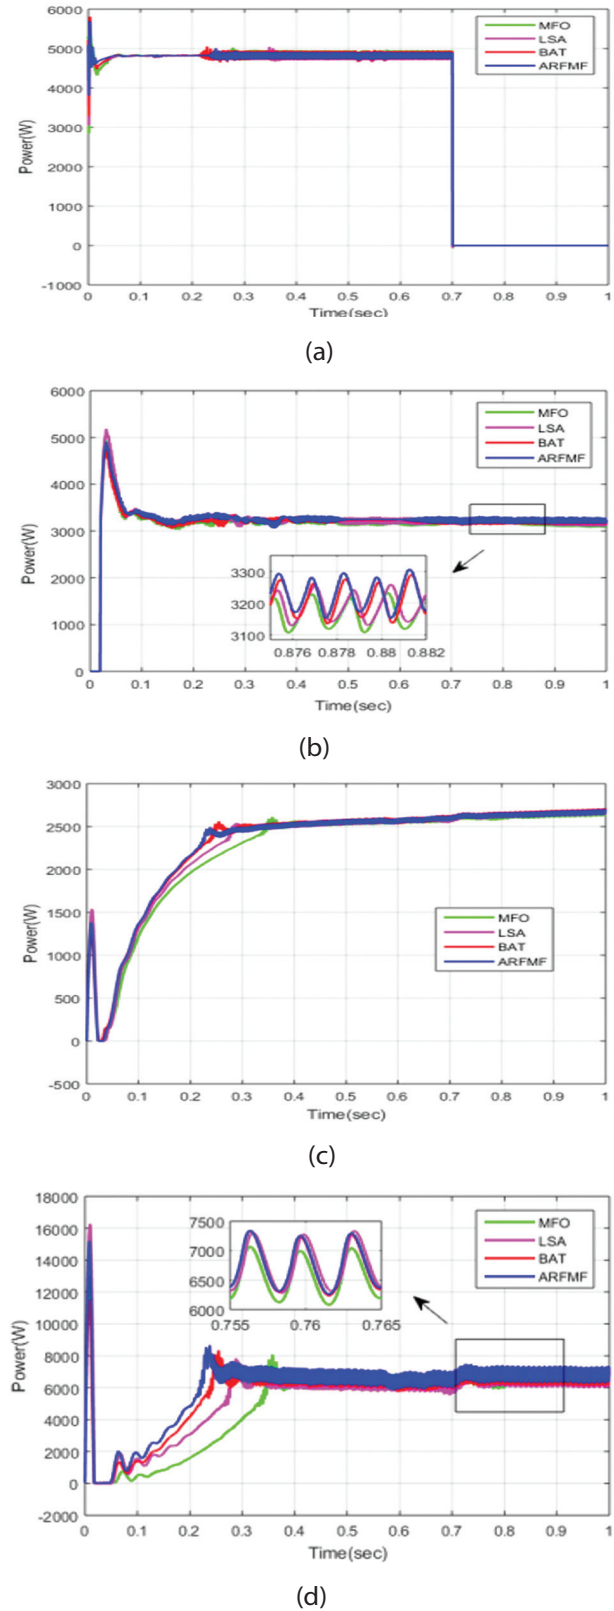 6000
5000
4000
3000
2000
1000
0
-1000
Power(W)
MFO
LSA
BAT
ARFMF
0 0.1 0.2 0.3 0.4 0.5 0.6 0.7 0.8 0.9 1
Time(sec)
(a)
6000
5000
4000
3000
2000
1000
0
Power(W)
MFO
LSA
BAT
ARFMF
3300
3200
3100
0.876 0.878 0.88 0.882
0 0.1 0.2 0.3 0.4 0.5 0.6 0.7 0.8 0.9 1
Time(sec)
(b)
3000
2500
2000
1500
1000
500
0
-500
Power(W)
MFO
LSA
BAT
ARFMF
0 0.1 0.2 0.3 0.4 0.5 0.6 0.7 0.8 0.9 1
Time(sec)
(c)
18000
16000
14000
12000
10000
8000
6000
4000
2000
0
-2000
Power(W)
7500
7000
6500
6000
0.755 0.76 0.765
MFO
LSA
BAT
ARFMF
0 0.1 0.2 0.3 0.4 0.5 0.6 0.7 0.8 0.9 1
Time(sec)
(d)